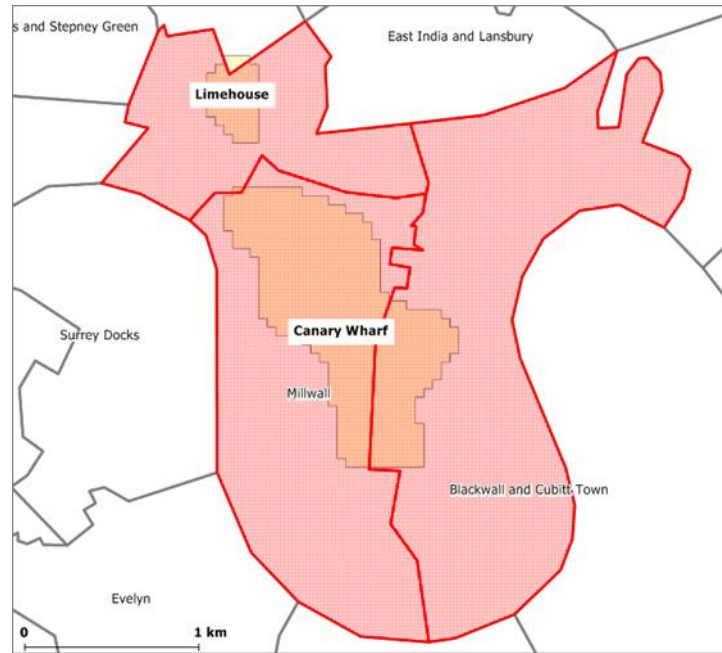 s and Stepney Green
East India and Lansbury
Limehouse
Surrey Docks
Canary Wharf
Millwall
Blackwall and Cubitt Town
Evelyn
0 1 km